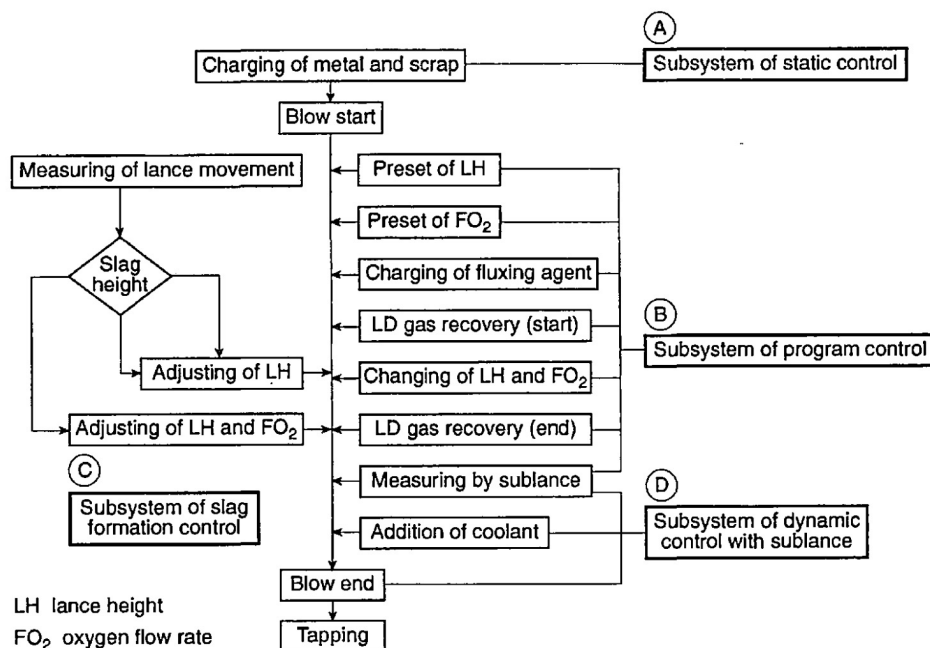 A
Charging of metal and scrap
Subsystem of static control
Blow start
Measuring of lance movement
Preset of LH
Preset of FO₂
Slag
height
Charging of fluxing agent
B
LD gas recovery (start)
Subsystem of program control
Adjusting of LH
Changing of LH and FO₂
Adjusting of LH and FO₂
LD gas recovery (end)
C
Measuring by sublance
D
Subsystem of slag
formation control
Addition of coolant
Subsystem of dynamic
control with sublance
Blow end
LH lance height
FO₂ oxygen flow rate
Tapping